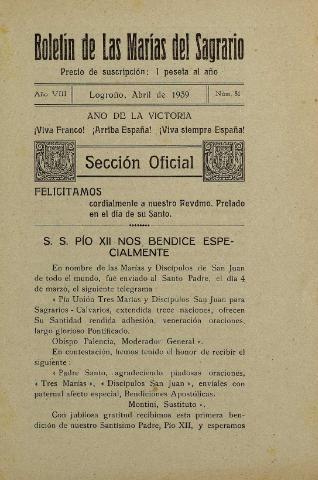 Boletín de Las Marías del Sagrario
Precio de suscripción: 1 peseta al año
Año VIII Logroño, Abril de 1939 Núm. 81
AÑO DE LA VICTORIA
¡Viva Franco! ¡Arriba España! ¡Viva siempre España!
Sección Oficial
FELICITAMOS
cordialmente a nuestro Revdmo. Prelado
en el día de su Santo.
S. S. PÍO XII NOS BENDICE ESPE-
CIALMENTE
En nombre de las Marías y Discípulos de San Juan
de todo el mundo, fue enviado al Santo Padre, el día 4
de marzo, el siguiente telegrama:
« Pía Unión Tres Marías y Discípulos San Juan para
Sagrarios - Calvarios, extendida trece naciones, ofrecen
Su Santidad rendida adhesión, veneración oraciones,
largo glorioso Pontificado.
Obispo Palencia, Moderador General ».
En contestación, hemos tenido el honor de recibir el
siguiente:
« Padre Santo, agradeciendo piadosas oraciones,
« Tres Marías », « Discípulos San Juan », envíales con
paternal afecto especial, Bendiciones Apostólicas.
Montini, Sustituto ».
Con jubilosa gratitud recibimos esta primera ben-
dición de nuestro Santísimo Padre, Pío XII, y esperamos